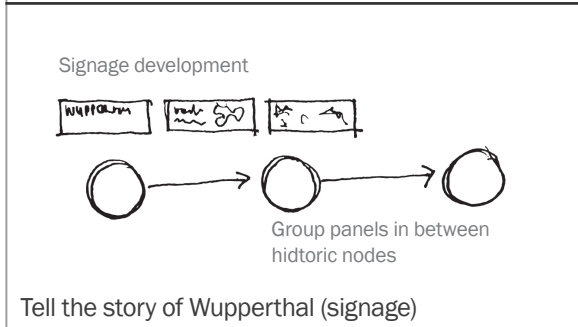 Signage development
Group panels in between
hidtoric nodes
Tell the story of Wupperthal (signage)